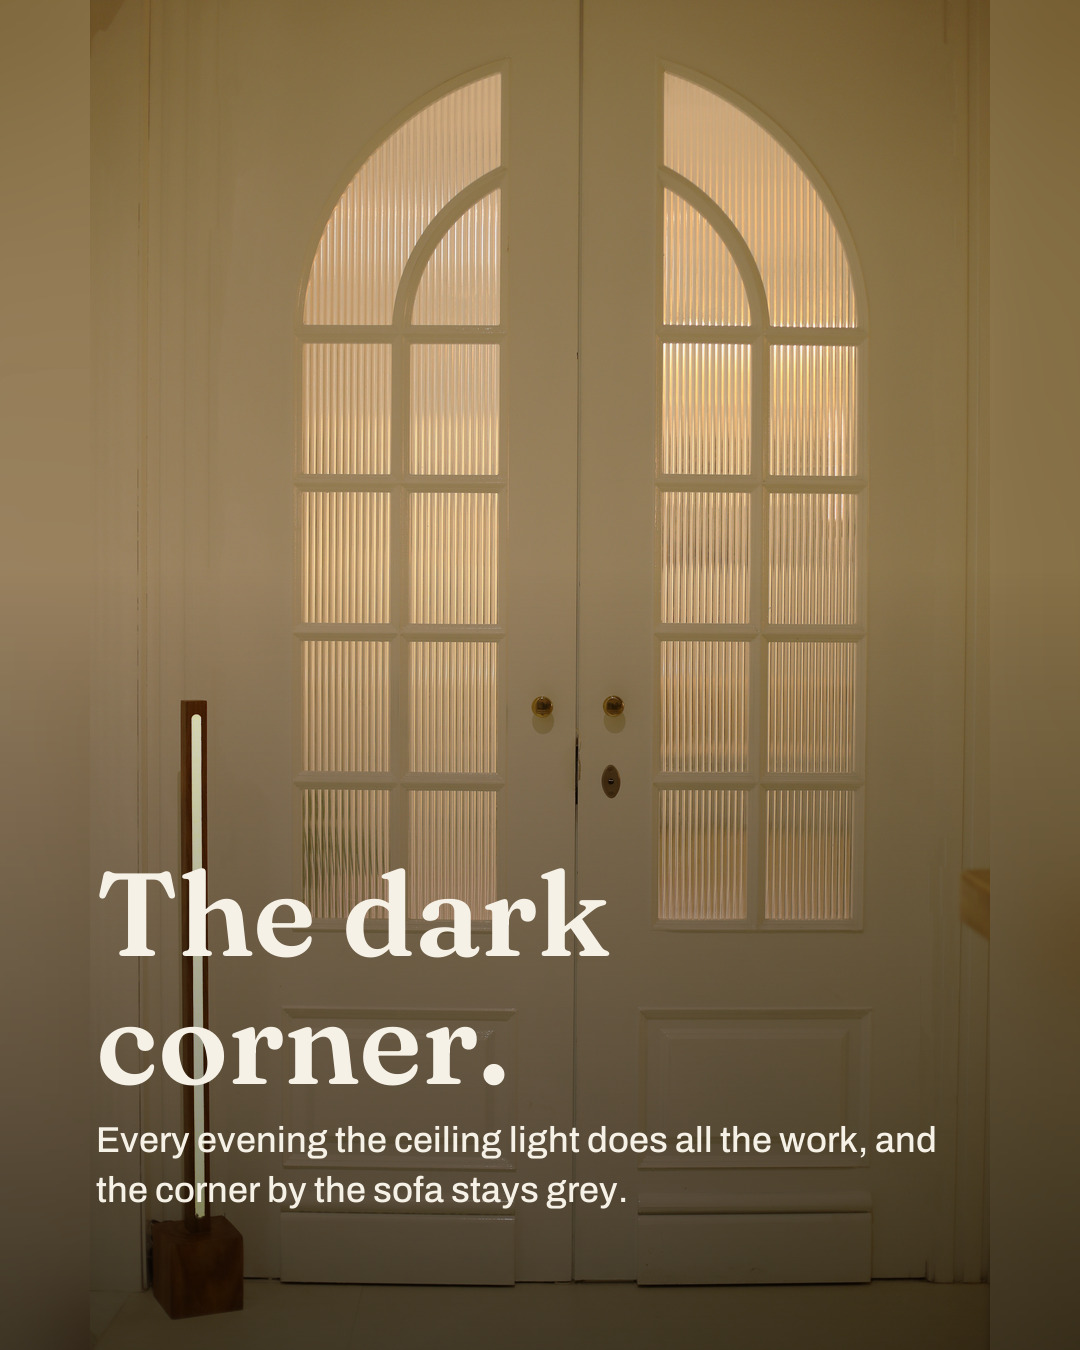 The dark
corner.
Every evening the ceiling light does all the work, and
the corner by the sofa stays grey.